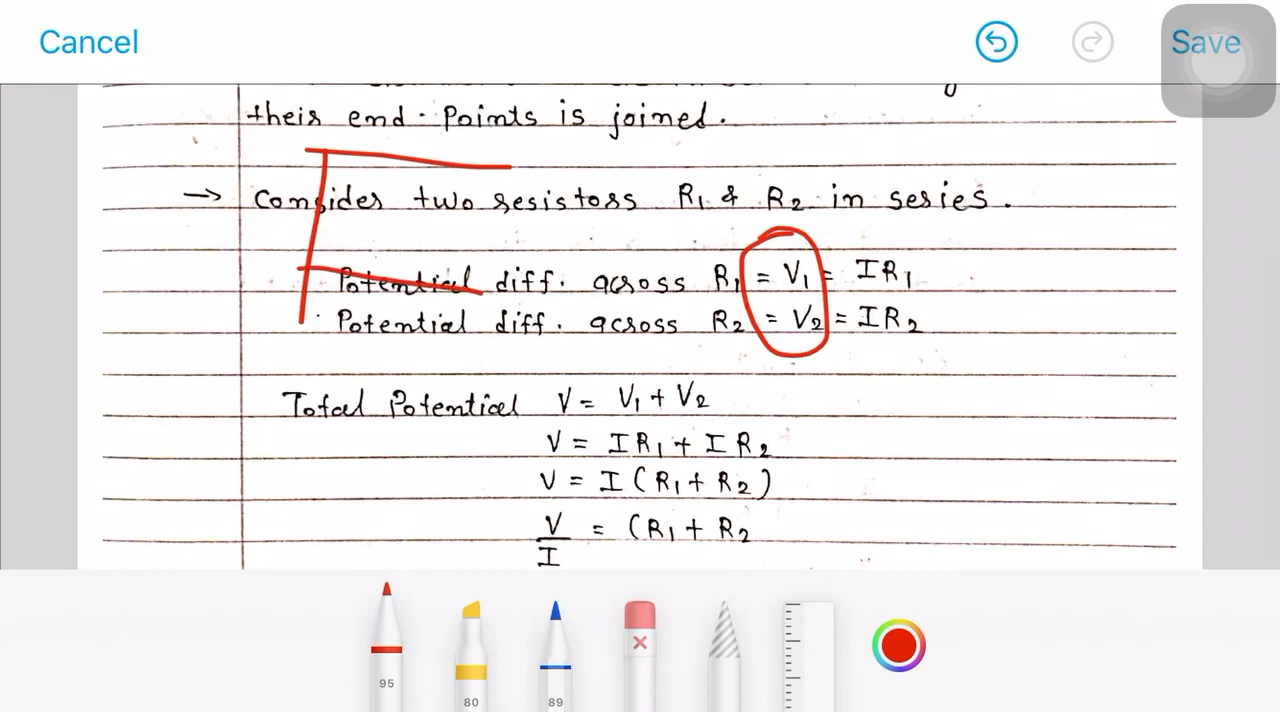 Cancel
Save
their end. Points is joined.
→ Consider two resistors R1 & R2 in series.
Potential diff. across R1 = V1 = IR1
Potential diff. across R2 = V2 = IR2
Total Potential V = V1 + V2
V = IR1 + IR2
V = I (R1 + R2)
V/I = (R1 + R2
95
80
89